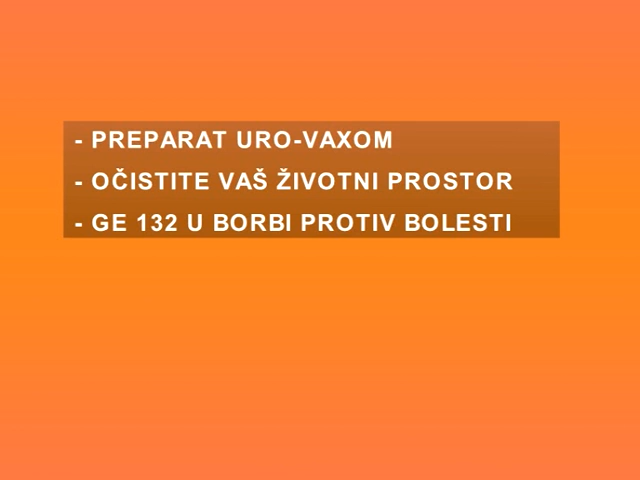 - PREPARAT URO-VAXOM
- OČISTITE VAŠ ŽIVOTNI PROSTOR
- GE 132 U BORBI PROTIV BOLESTI